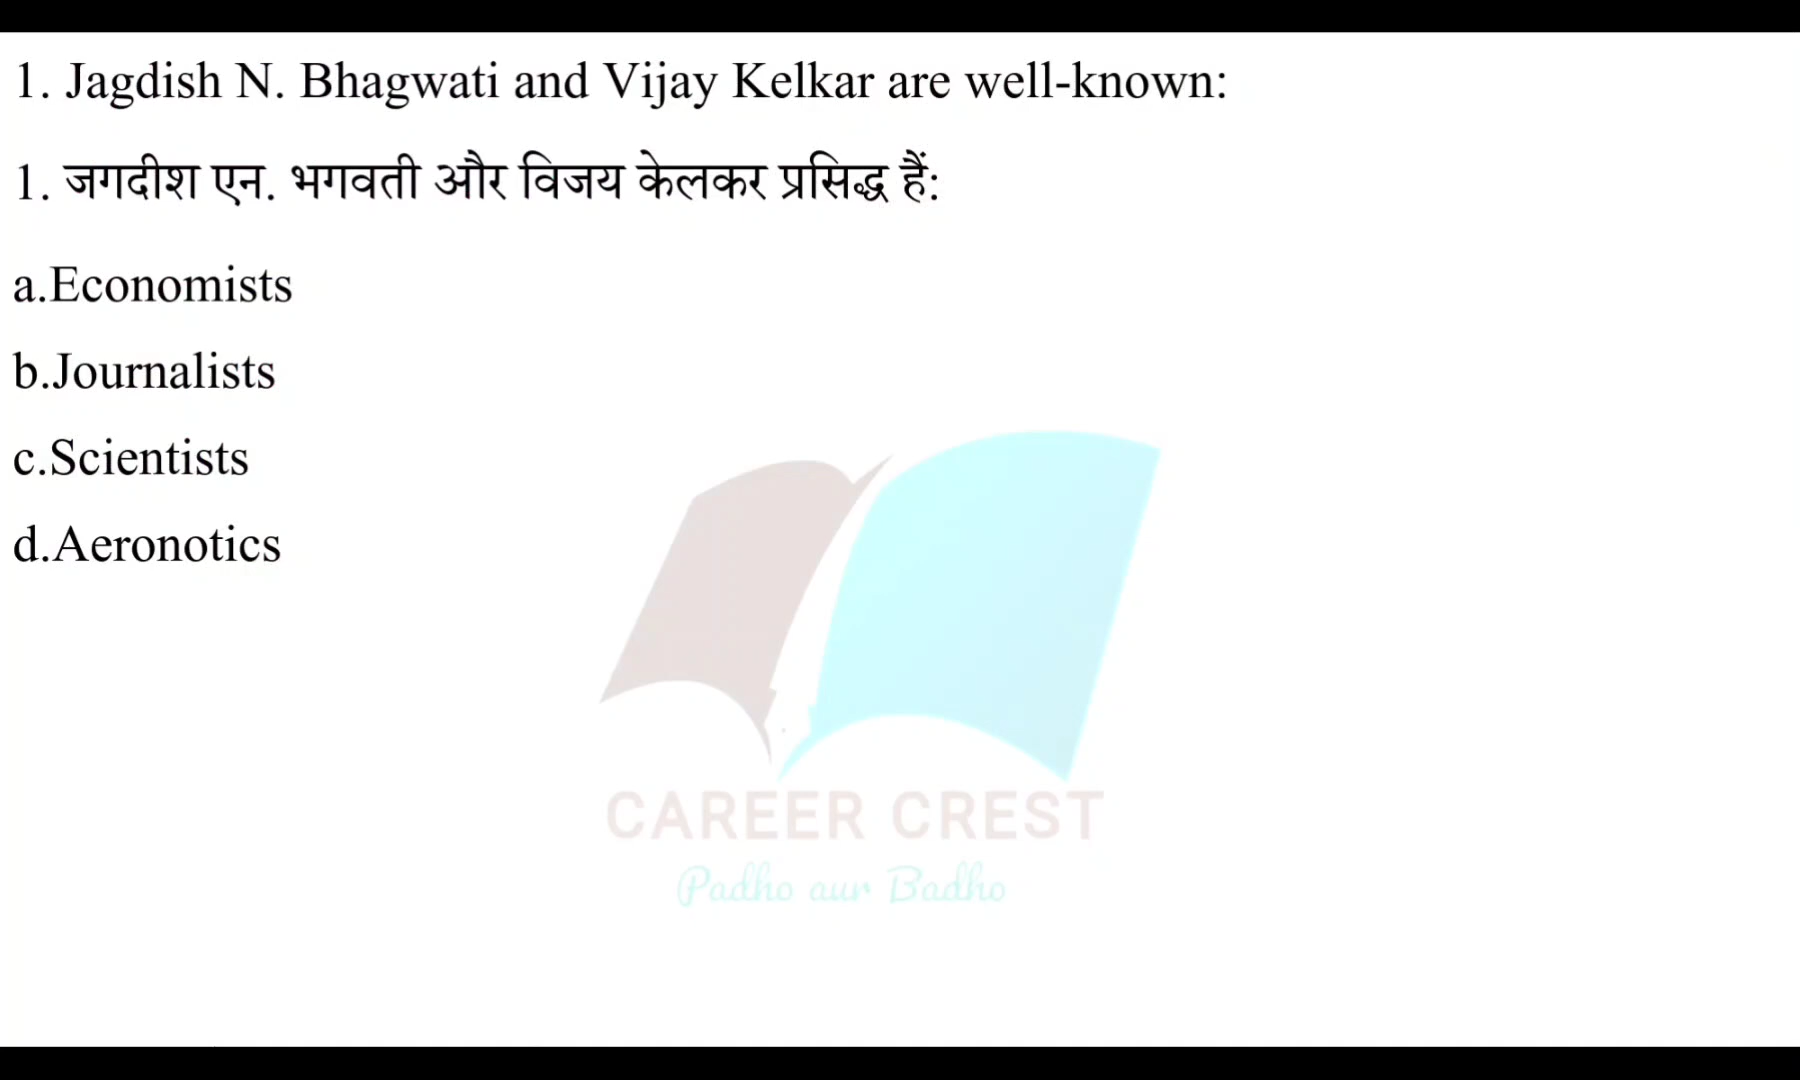 1. Jagdish N. Bhagwati and Vijay Kelkar are well-known:
1. जगदीश एन. भगवती और विजय केलकर प्रसिद्ध हैं:
a.Economists
b.Journalists
c.Scientists
d.Aeronotics
CAREER CREST
Padho aur Badho